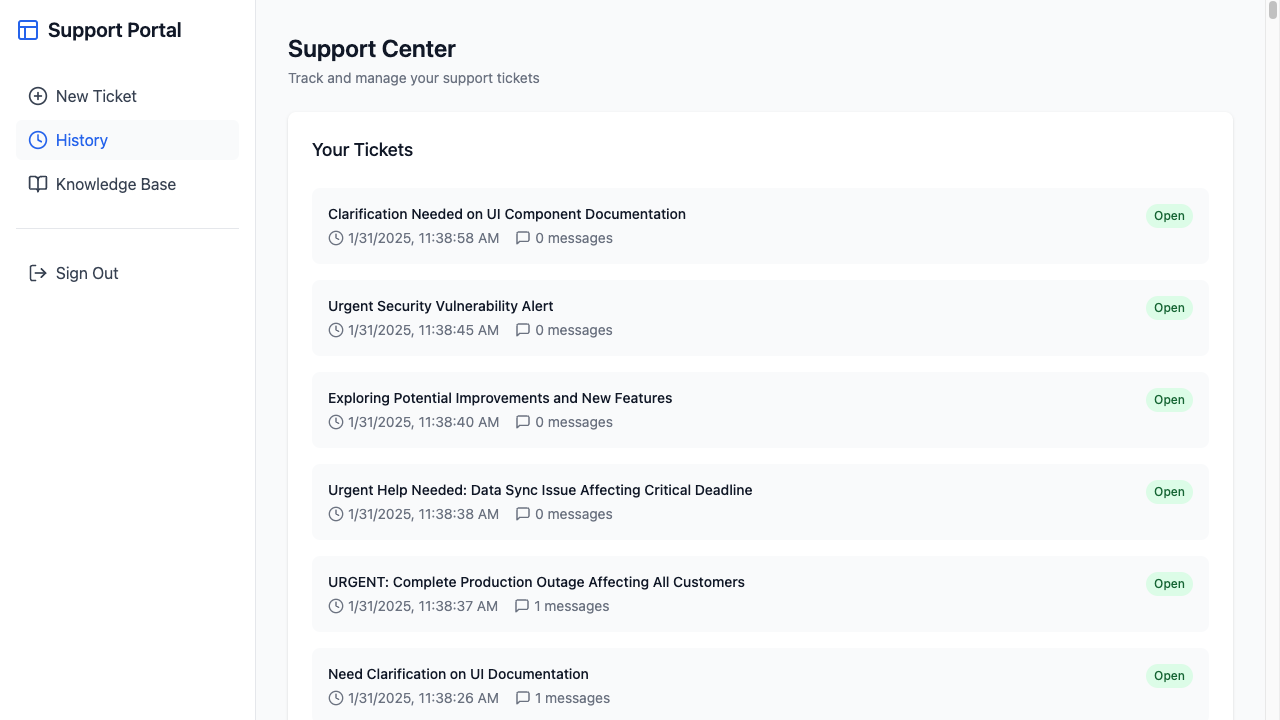 Support Portal
New Ticket
History
Knowledge Base
Sign Out
Support Center
Track and manage your support tickets
Your Tickets
Clarification Needed on UI Component Documentation
Open
1/31/2025, 11:38:58 AM 0 messages
Urgent Security Vulnerability Alert
Open
1/31/2025, 11:38:45 AM 0 messages
Exploring Potential Improvements and New Features
Open
1/31/2025, 11:38:40 AM 0 messages
Urgent Help Needed: Data Sync Issue Affecting Critical Deadline
Open
1/31/2025, 11:38:38 AM 0 messages
URGENT: Complete Production Outage Affecting All Customers
Open
1/31/2025, 11:38:37 AM 1 messages
Need Clarification on UI Documentation
Open
1/31/2025, 11:38:26 AM 1 messages